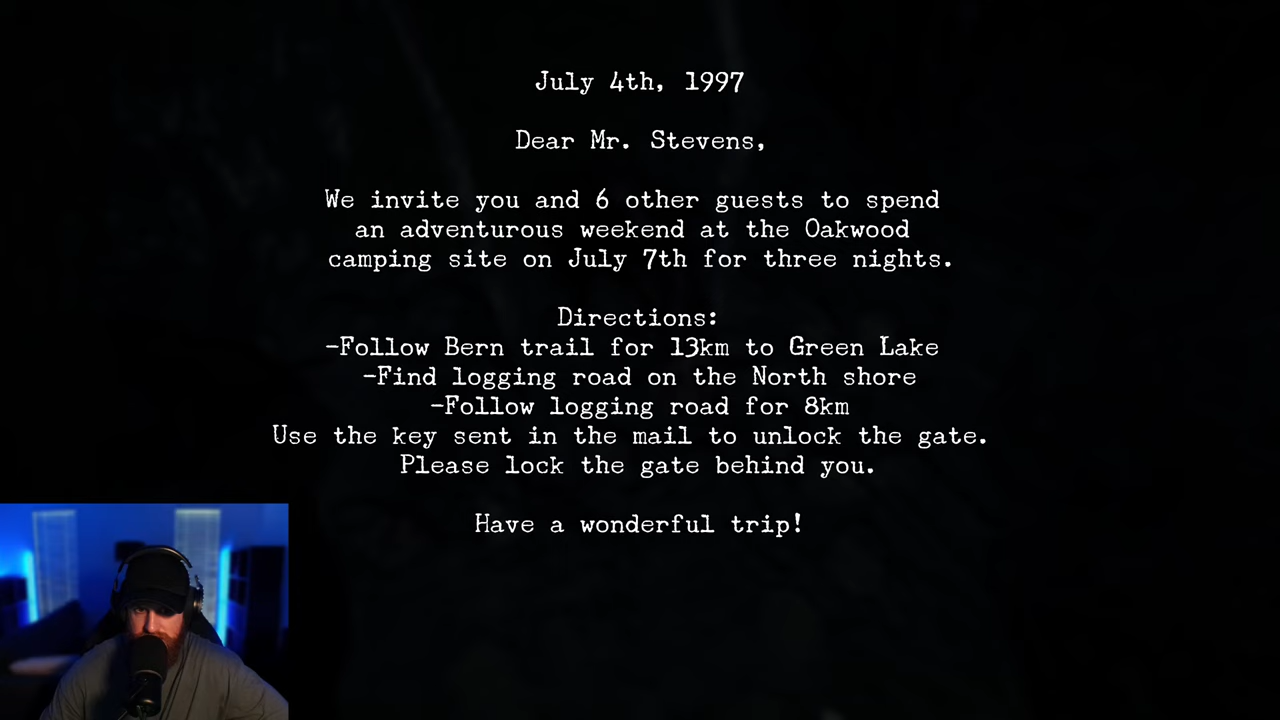 July 4th, 1997
Dear Mr. Stevens,
We invite you and 6 other guests to spend
an adventurous weekend at the Oakwood
camping site on July 7th for three nights.
Directions:
-Follow Bern trail for 13km to Green Lake
-Find logging road on the North shore
-Follow logging road for 8km
Use the key sent in the mail to unlock the gate.
Please lock the gate behind you.
Have a wonderful trip!